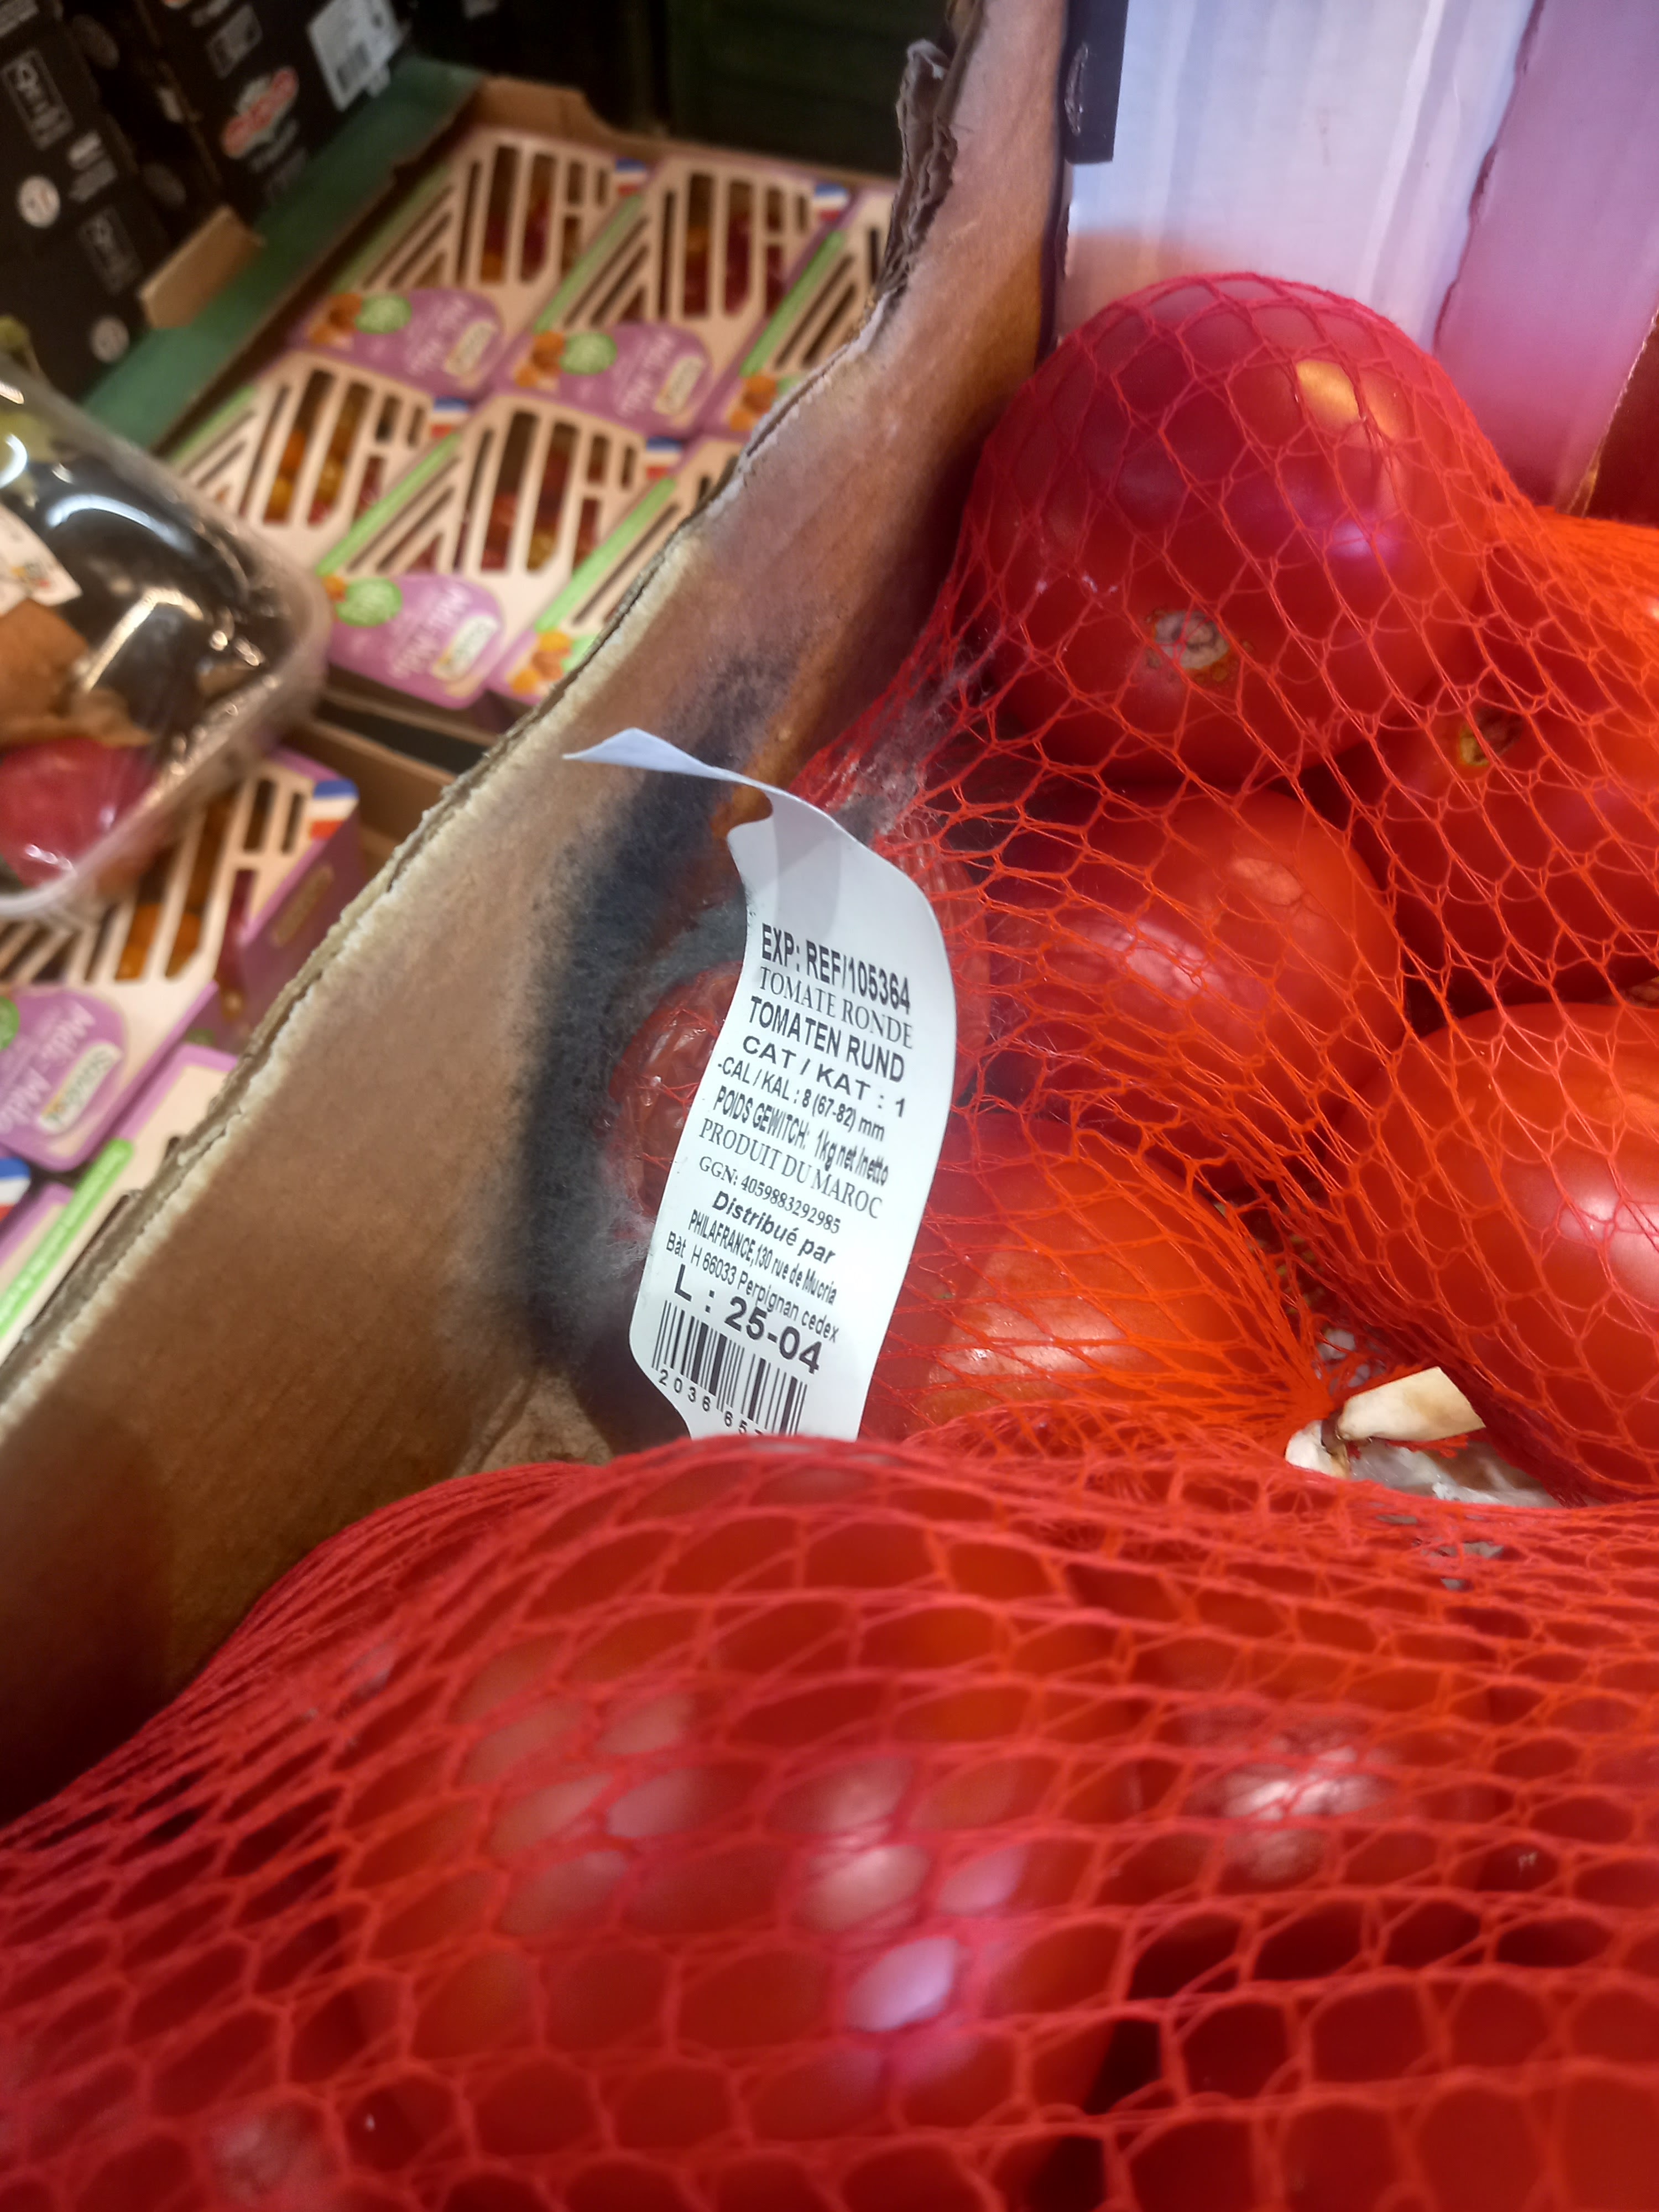 EXP: REF/105364
TOMATE RONDE
TOMATEN RUND
CAT / KAT : 1
-CAL / KAL : 8 (67-82) mm
POIDS GEWITCH: 1kg net /netto
PRODUIT DU MAROC
GGN: 4059883292985
Distribué par
PHILAFRANCE,130 rue de Mucria
Bât H 66033 Perpignan cedex
L : 25-04